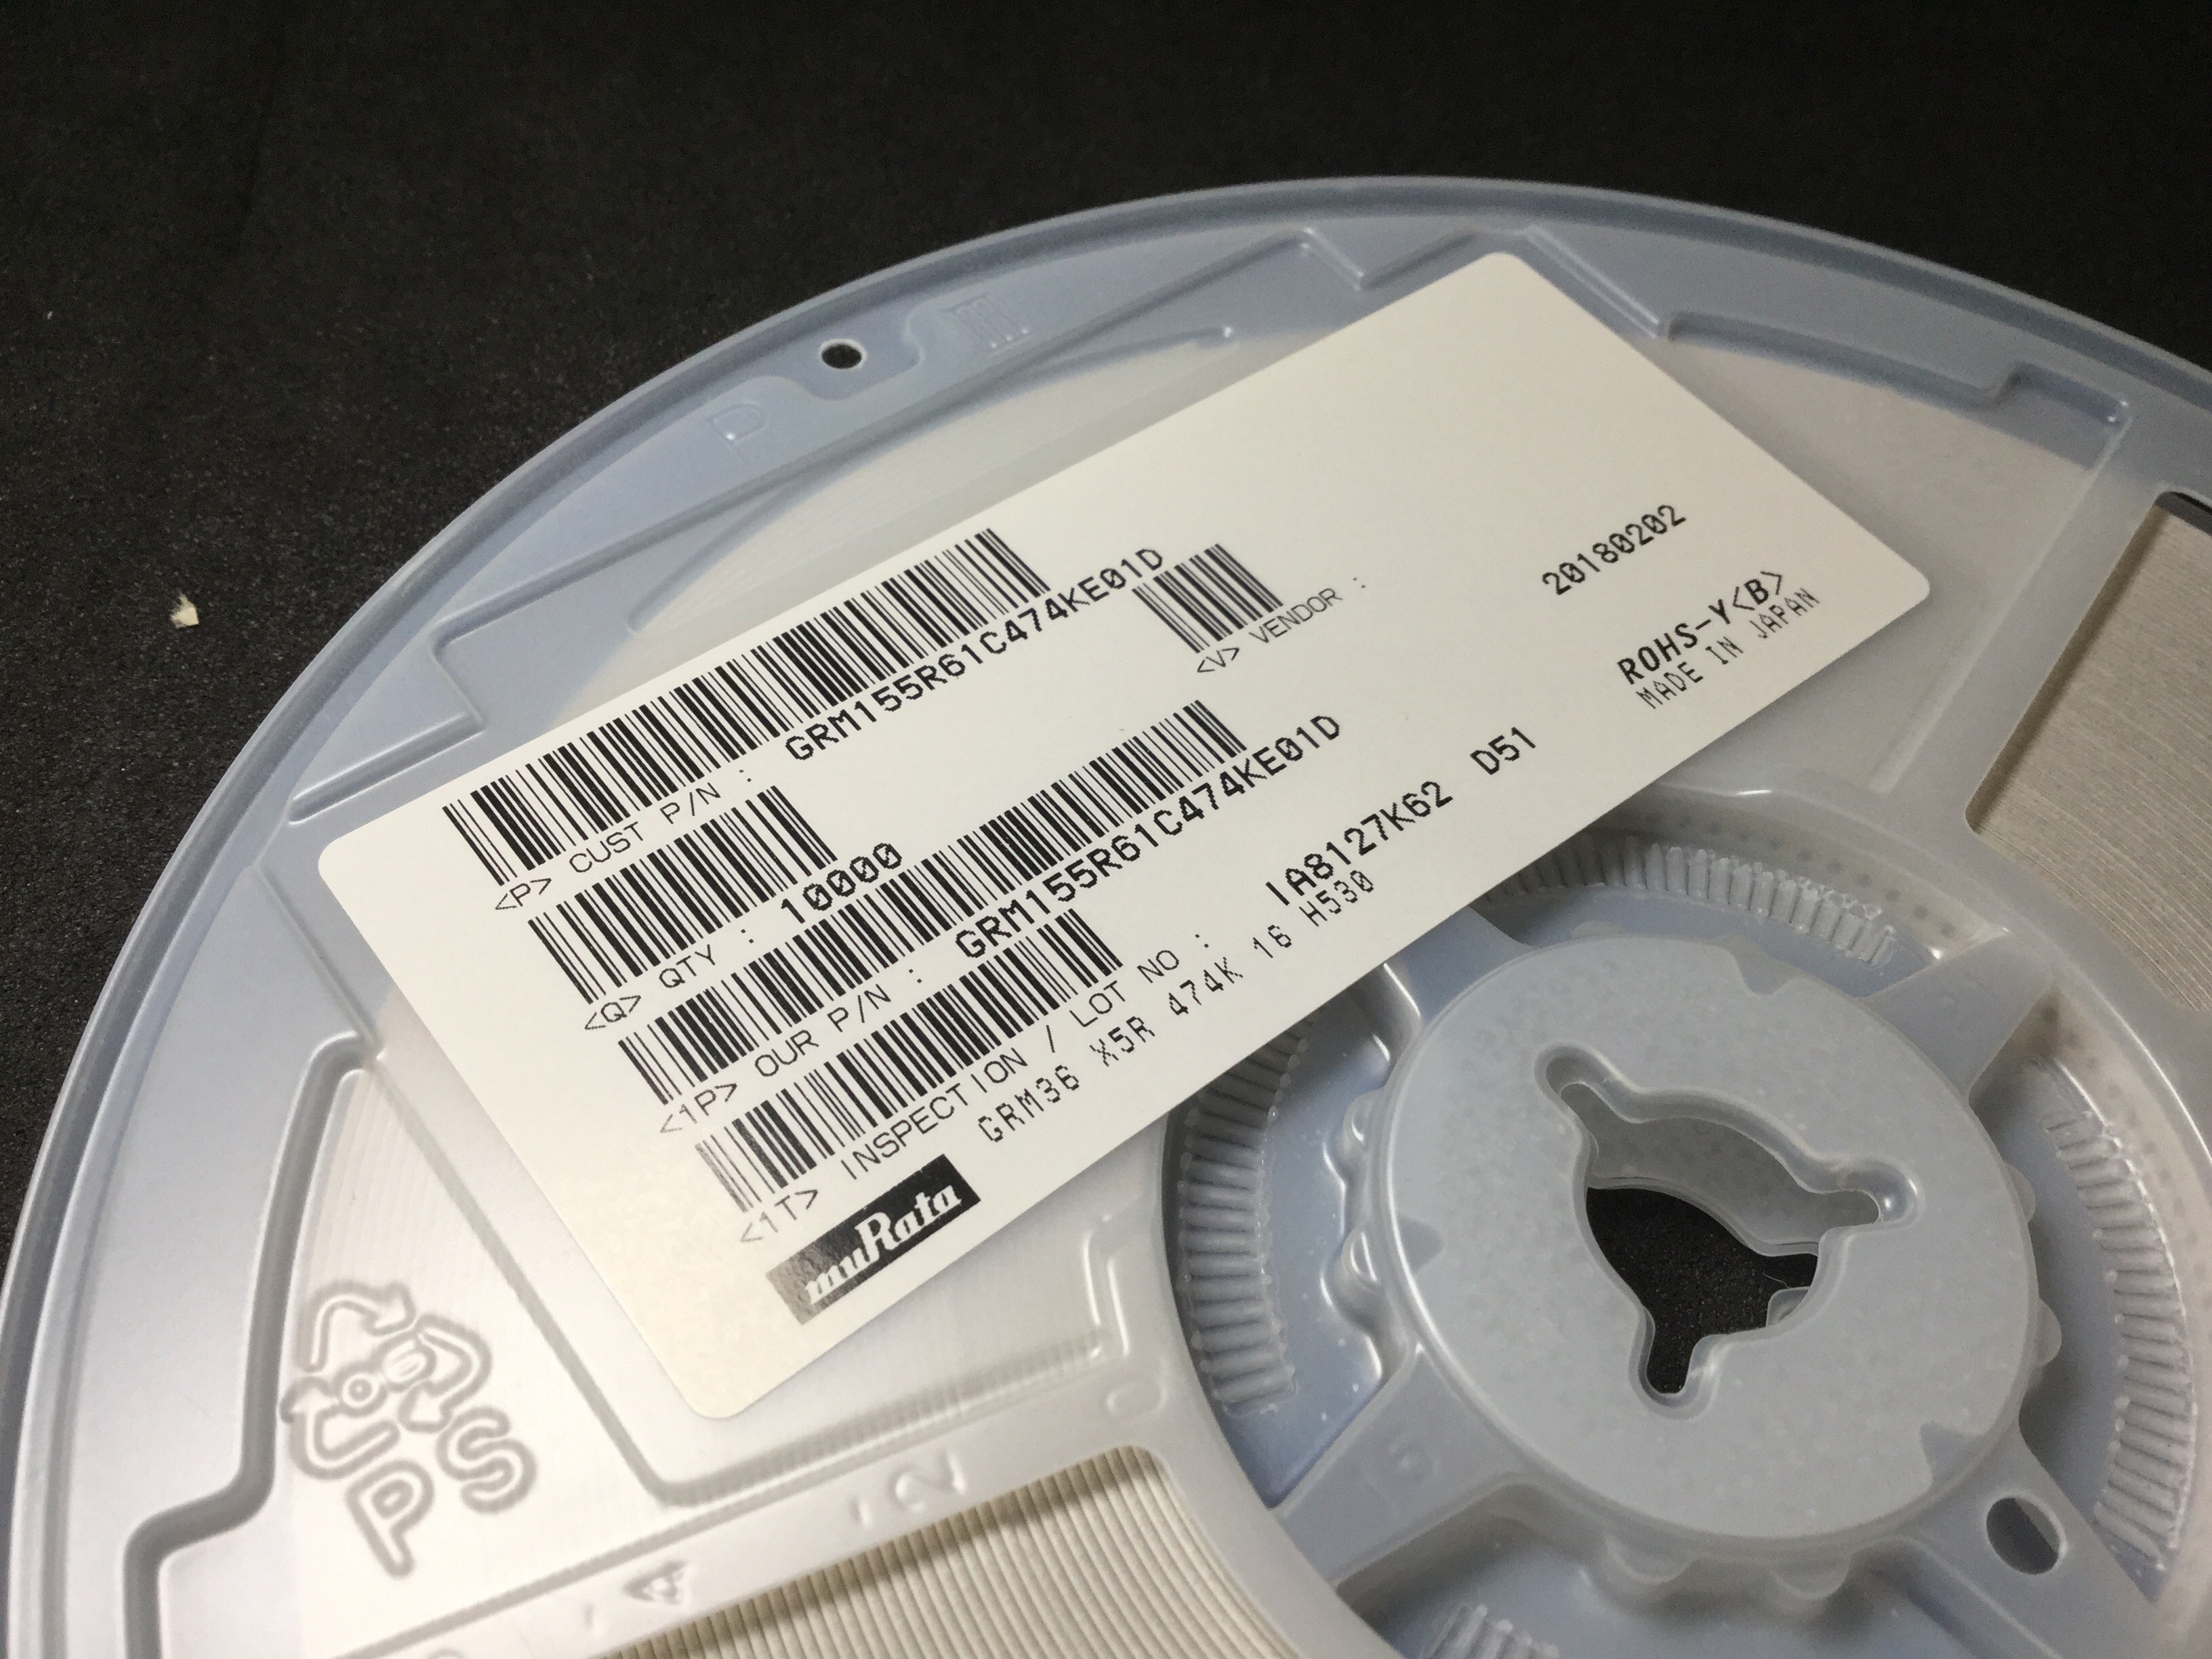 <P> CUST P/N : GRM155R61C474KE01D
<Q> QTY : 10000
<V> VENDOR :
<1P> OUR P/N : GRM155R61C474KE01D
20180202
<1T> INSPECTION / LOT NO : IA8127K62 D51
ROHS-Y<B>
GRM36 X5R 474K 16 H530
MADE IN JAPAN
muRata
P
PS